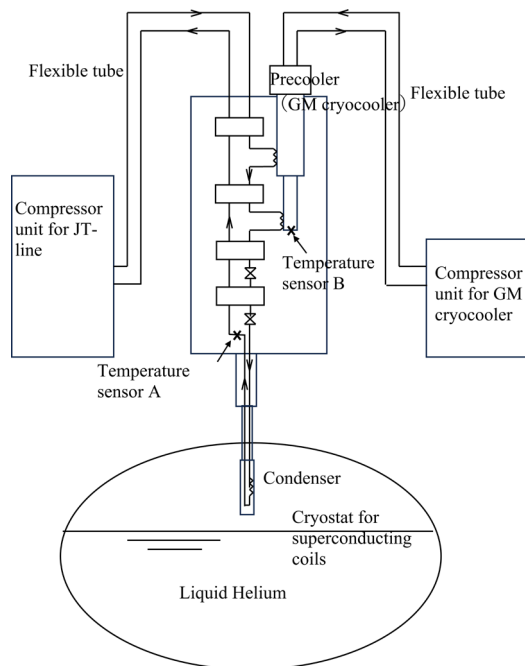 Flexible tube
Precooler
（GM cryocooler）
Flexible tube
Compressor
unit for JT-
line
Temperature
sensor B
Compressor
unit for GM
cryocooler
Temperature
sensor A
Condenser
Cryostat for
superconducting
coils
Liquid Helium